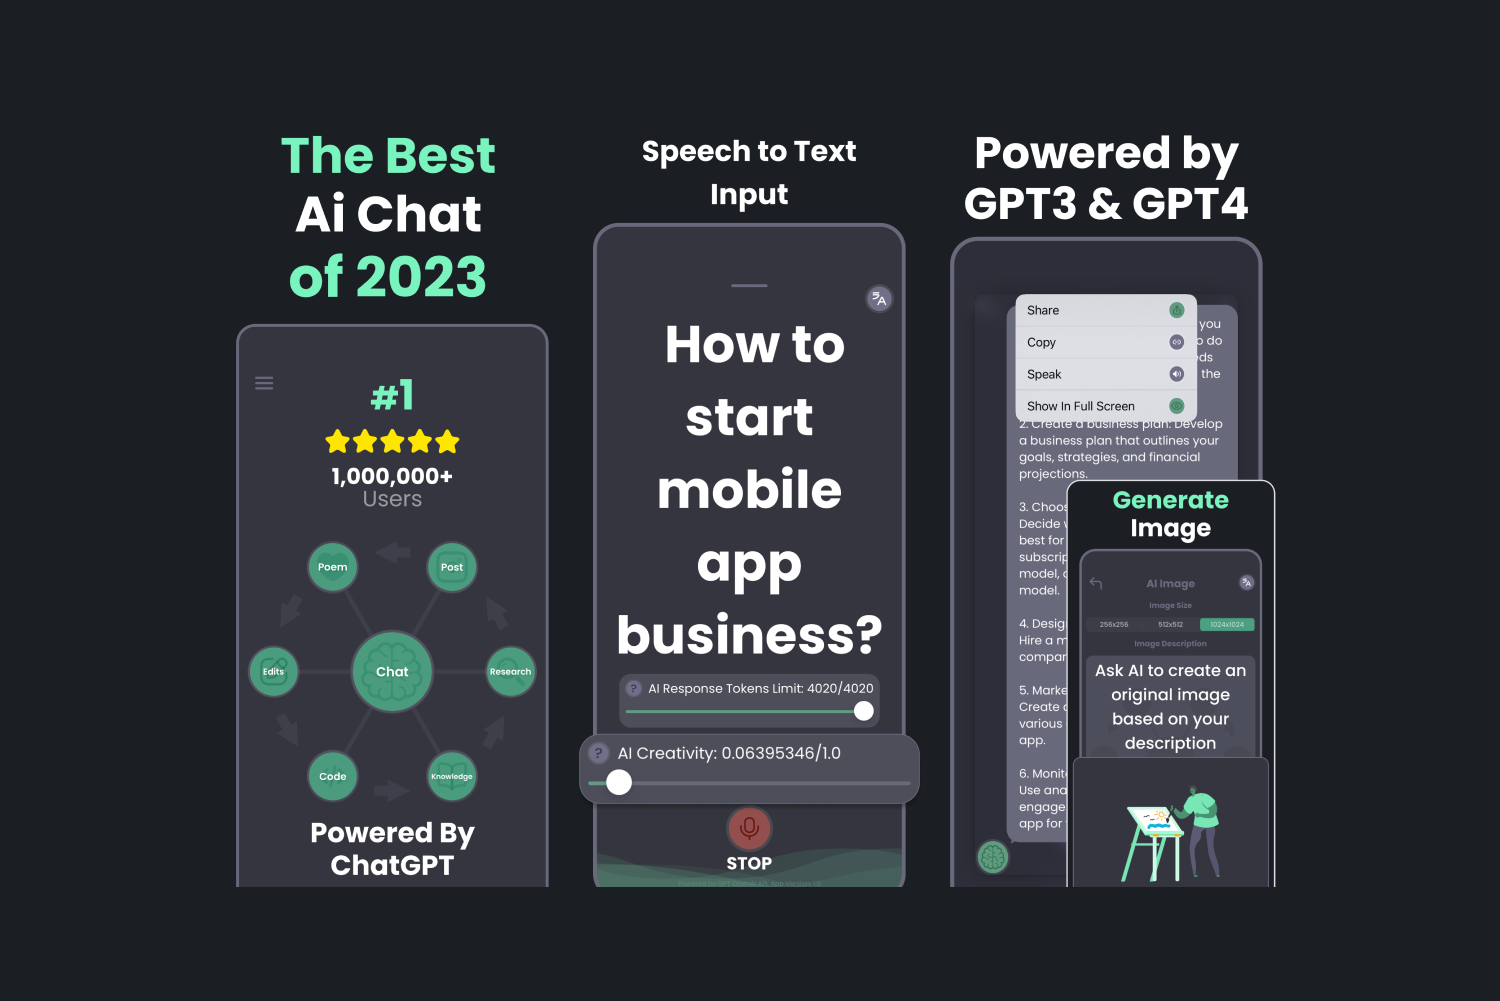 The Best
Ai Chat
of 2023
#1
1,000,000+
Users
Poem
Post
Edits
Chat
Research
Code
Knowledge
Powered By
ChatGPT
Speech to Text
Input
How to
start
mobile
app
business?
? AI Response Tokens Limit: 4020/4020
? AI Creativity: 0.06395346/1.0
STOP
Powered by
GPT3 & GPT4
Share
Copy
Speak
Show In Full Screen
you
do
the
2. Create a business plan: Develop
a business plan that outlines your
goals, strategies, and financial
projections.
3. Choos
Decide
best for
subscrip
model,
model.
4. Design
Hire a m
compar
5. Marke
Create
various
app.
6. Monit
Use ana
engage
app for
Generate
Image
AI Image
Image Size
256x256 512x512 1024x1024
Image Description
Ask AI to create an
original image
based on your
description